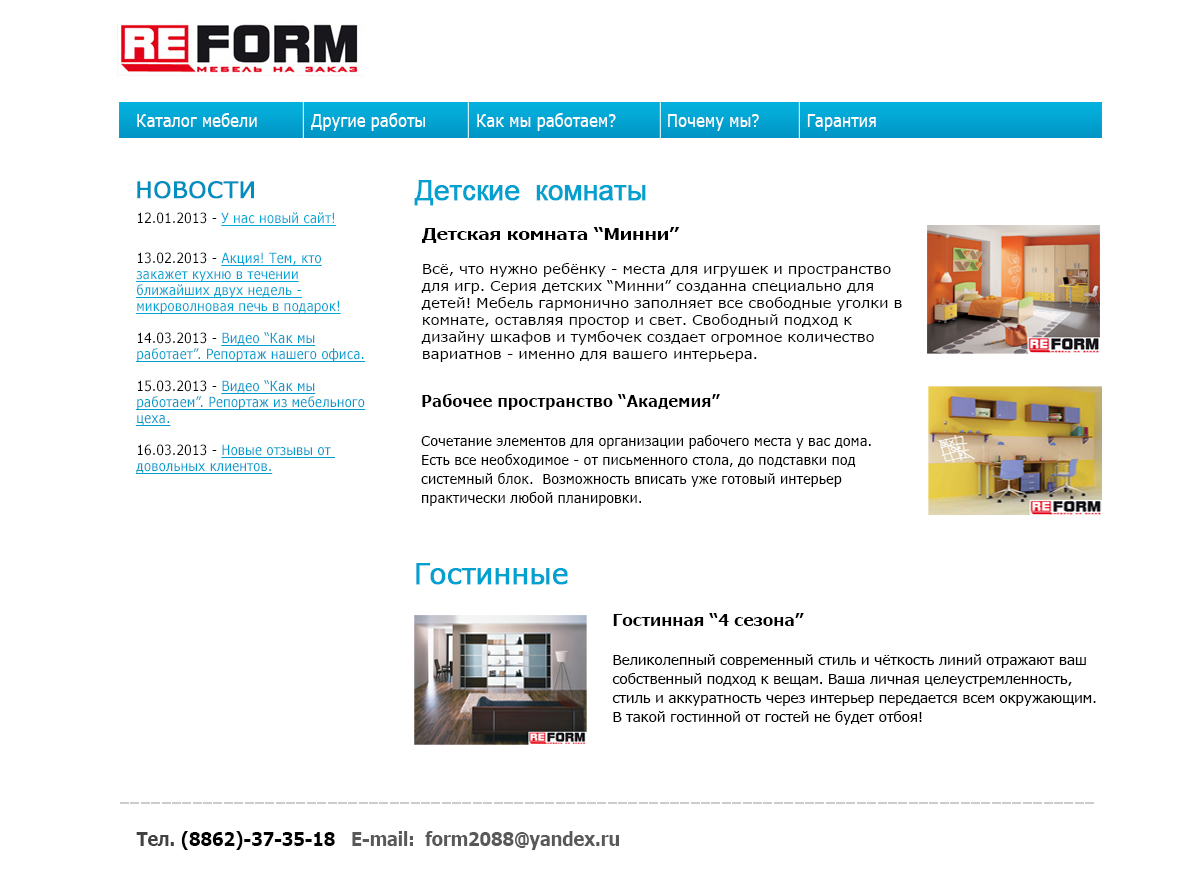 REFORM
МЕБЕЛЬ НА ЗАКАЗ
Каталог мебели Другие работы Как мы работаем? Почему мы? Гарантия
НОВОСТИ
12.01.2013 - У нас новый сайт!
13.02.2013 - Акция! Тем, кто
закажет кухню в течении
ближайших двух недель -
микроволновая печь в подарок!
14.03.2013 - Видео “Как мы
работает”. Репортаж нашего офиса.
15.03.2013 - Видео “Как мы
работаем”. Репортаж из мебельного
цеха.
16.03.2013 - Новые отзывы от
довольных клиентов.
Детские комнаты
Детская комната “Минни”
Всё, что нужно ребёнку - места для игрушек и пространство
для игр. Серия детских “Минни” созданна специально для
детей! Мебель гармонично заполняет все свободные уголки в
комнате, оставляя простор и свет. Свободный подход к
дизайну шкафов и тумбочек создает огромное количество
вариатнов - именно для вашего интерьера.
REFORM
МЕБЕЛЬ НА ЗАКАЗ
Рабочее пространство “Академия”
Сочетание элементов для организации рабочего места у вас дома.
Есть все необходимое - от письменного стола, до подставки под
системный блок. Возможность вписать уже готовый интерьер
практически любой планировки.
REFORM
МЕБЕЛЬ НА ЗАКАЗ
Гостинные
REFORM
МЕБЕЛЬ НА ЗАКАЗ
Гостинная “4 сезона”
Великолепный современный стиль и чёткость линий отражают ваш
собственный подход к вещам. Ваша личная целеустремленность,
стиль и аккуратность через интерьер передается всем окружающим.
В такой гостинной от гостей не будет отбоя!
Тел. (8862)-37-35-18 E-mail: form2088@yandex.ru